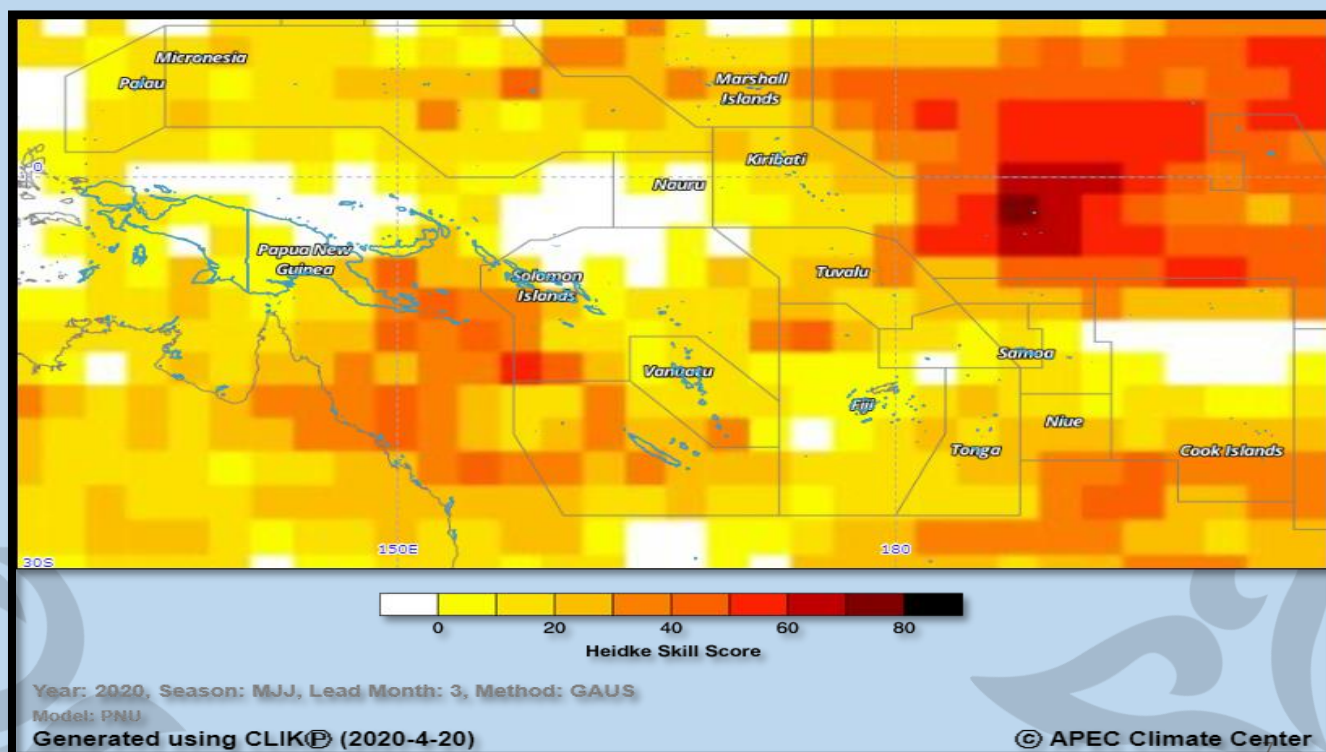 Micronesia
Palau
Marshall
Islands
Kiribati
0
Nauru
Papua New
Guinea
Solomon
Islands
Tuvalu
Samoa
Vanuatu
Fiji
Niue
Tonga
Cook Islands
150E
180
30S
0 20 40 60 80
Heidke Skill Score
Year: 2020, Season: MJJ, Lead Month: 3, Method: GAUS
Model: PNU
Generated using CLIKⓅ (2020-4-20)
© APEC Climate Center